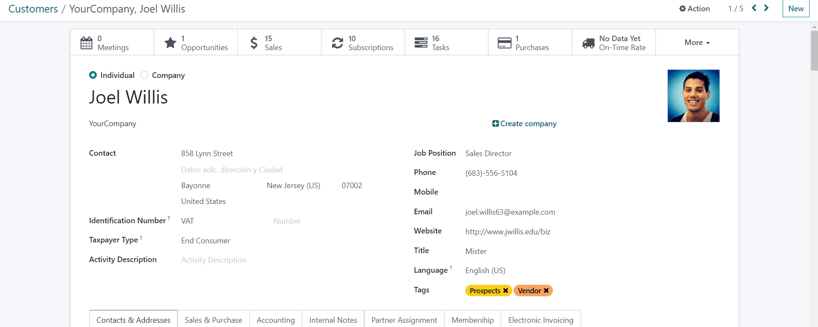 Customers / YourCompany, Joel Willis
Action 1 / 5 New
0 Meetings
1 Opportunities
15 Sales
10 Subscriptions
16 Tasks
1 Purchases
No Data Yet On-Time Rate
More
Individual Company
Joel Willis
YourCompany
Create company
Contact 858 Lynn Street
Datos adic. dirección y Ciudad
Bayonne New Jersey (US) 07002
United States
Identification Number ? VAT Number
Taxpayer Type ? End Consumer
Activity Description Activity Description
Job Position Sales Director
Phone (683)-556-5104
Mobile
Email joel.willis63@example.com
Website http://www.jwillis.edu/biz
Title Mister
Language ? English (US)
Tags Prospects Vendor
Contacts & Addresses Sales & Purchase Accounting Internal Notes Partner Assignment Membership Electronic Invoicing